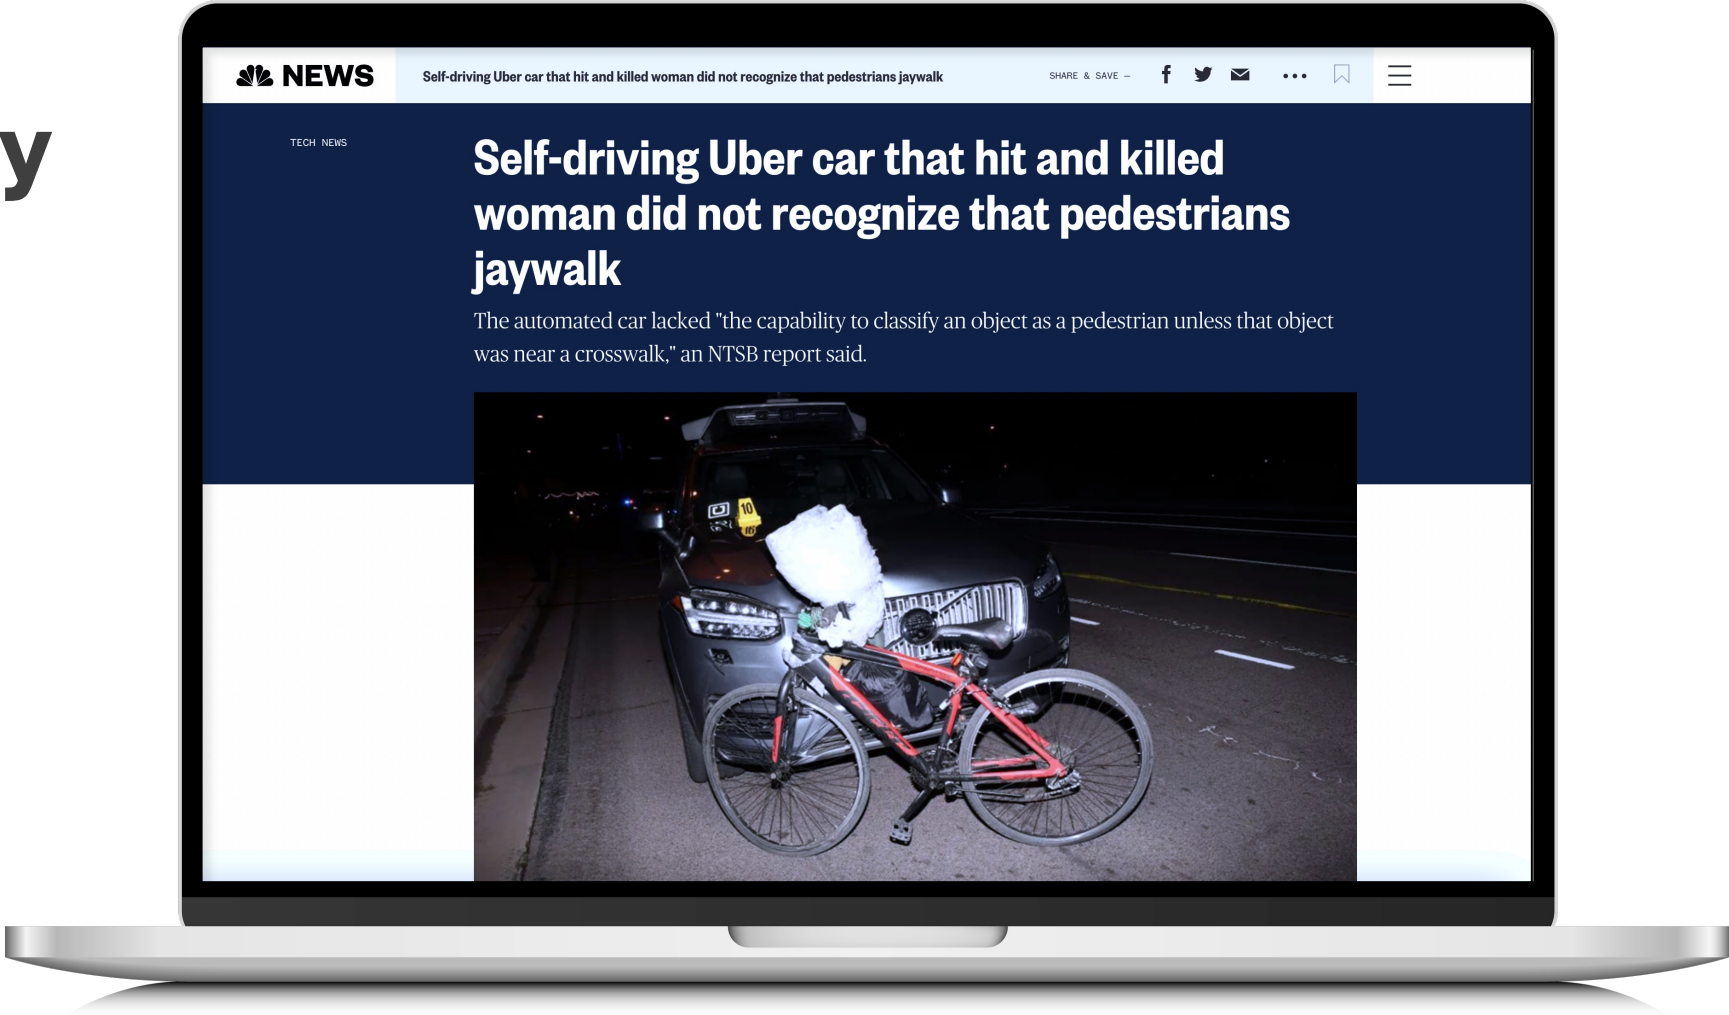 y
NEWS
Self-driving Uber car that hit and killed woman did not recognize that pedestrians jaywalk
SHARE & SAVE —
TECH NEWS
Self-driving Uber car that hit and killed
woman did not recognize that pedestrians
jaywalk
The automated car lacked "the capability to classify an object as a pedestrian unless that object
was near a crosswalk," an NTSB report said.
10